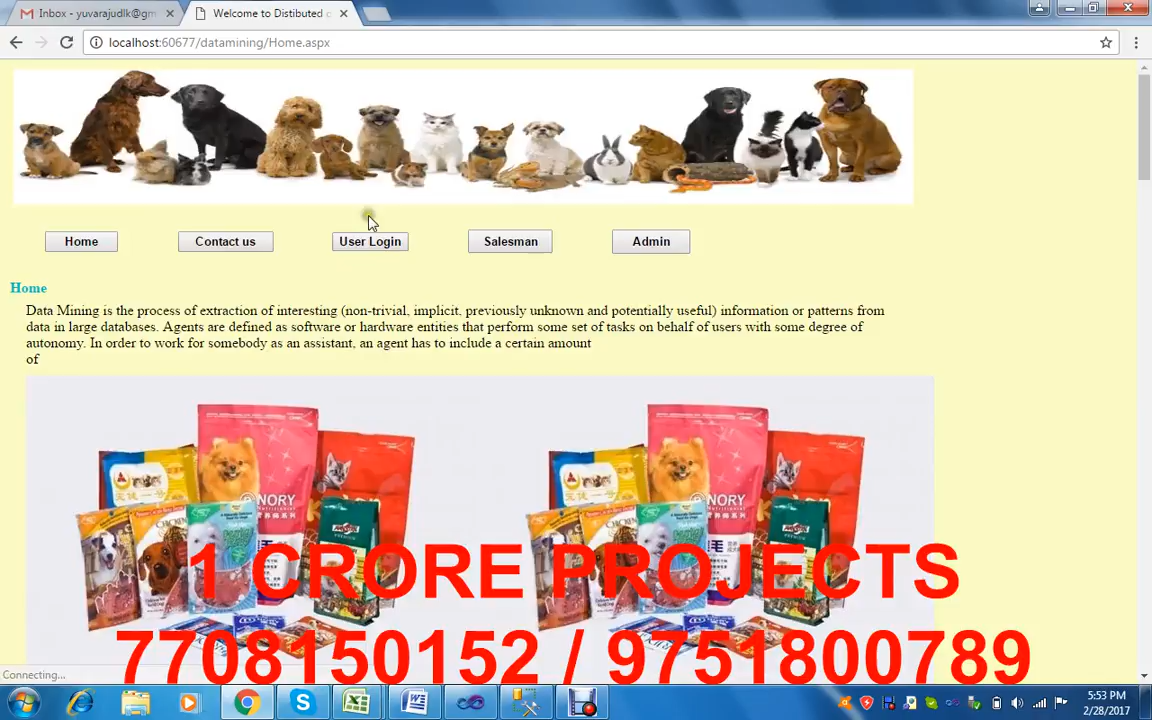 Inbox - yuvarajudlk@gm
Welcome to Distibuted c
localhost:60677/datamining/Home.aspx
Home
Contact us
User Login
Salesman
Admin
Home
Data Mining is the process of extraction of interesting (non-trivial, implicit, previously unknown and potentially useful) information or patterns from
data in large databases. Agents are defined as software or hardware entities that perform some set of tasks on behalf of users with some degree of
autonomy. In order to work for somebody as an assistant, an agent has to include a certain amount
of
NORY
NORY
CHICKEN
CHICKEN
1 CRORE PROJECTS
7708150152 / 9751800789
Connecting...
5:53 PM
2/28/2017